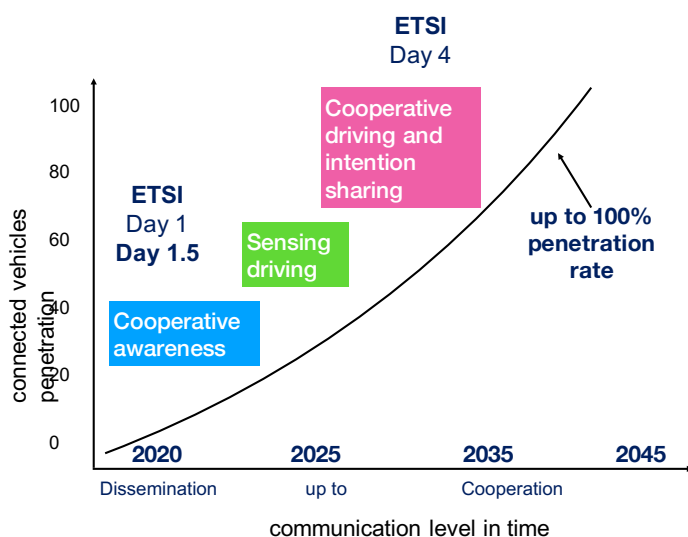 ETSI
Day 4
100
80
60
40
20
0
connected vehicles
penetration
ETSI
Day 1
Day 1.5
Cooperative
driving and
intention
sharing
Sensing
driving
Cooperative
awareness
up to 100%
penetration
rate
2020 2025 2035 2045
Dissemination up to Cooperation
communication level in time